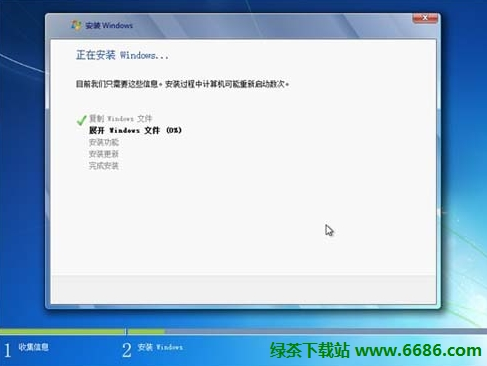 安装 Windows
正在安装 Windows...
目前我们只需要这些信息。安装过程中计算机可能重新启动数次。
复制 Windows 文件
展开 Windows 文件 (0%)
安装功能
安装更新
完成安装
1 收集信息
2 安装 Windows
绿茶下载站 www.6686.com